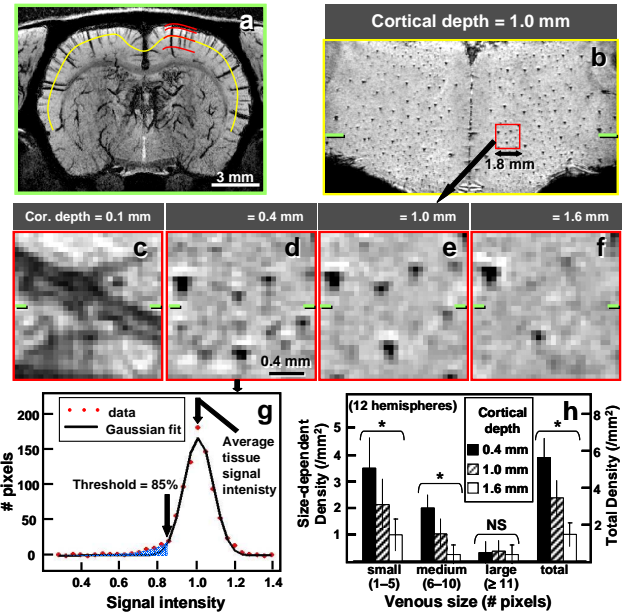 a
3 mm
Cortical depth = 1.0 mm
b
1.8 mm
Cor. depth = 0.1 mm
= 0.4 mm
= 1.0 mm
= 1.6 mm
c
d
e
f
0.4 mm
g
data
Gaussian fit
Average
tissue
signal
intenisty
Threshold = 85%
# pixels
200
150
100
50
0
0.4
0.6
0.8
1.0
1.2
1.4
Signal intensity
h
(12 hemispheres)
Cortical
depth
0.4 mm
1.0 mm
1.6 mm
*
*
NS
*
Size-dependent
Density (/mm²)
5
4
3
2
1
Total Density (/mm²)
8
6
4
2
0
small
(1–5)
medium
(6–10)
large
(≥ 11)
total
Venous size (# pixels)